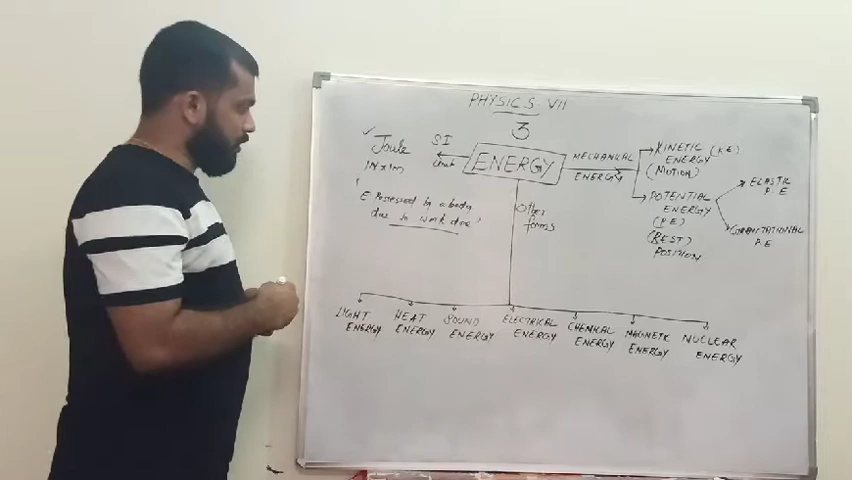 PHYSICS - VII
3
✓ Joule
1N x 1m
SI
Unit
ENERGY
MECHANICAL
ENERGY
KINETIC (KE)
ENERGY
(MOTION)
POTENTIAL
ENERGY
(PE)
(REST)
POSITION
ELASTIC
P.E
GRAVITATIONAL
P.E
E Possessed by a body
due to work done'
Other
forms
LIGHT
ENERGY
HEAT
ENERGY
SOUND
ENERGY
ELECTRICAL
ENERGY
CHEMICAL
ENERGY
MAGNETIC
ENERGY
NUCLEAR
ENERGY